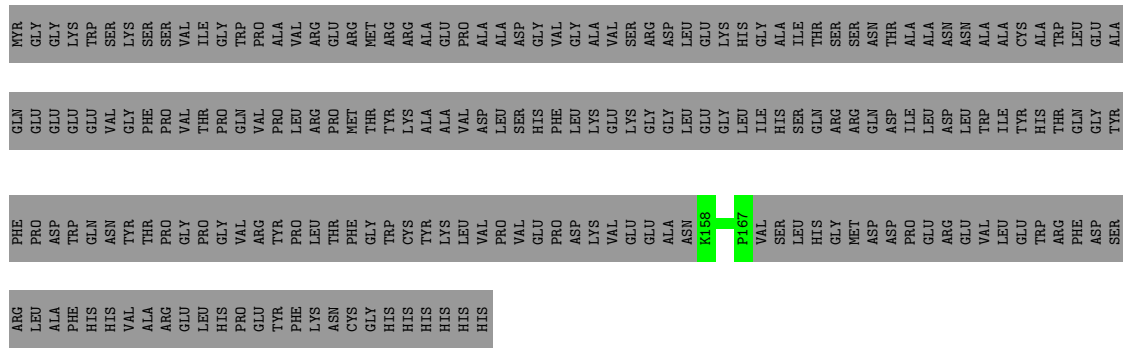 MYR GLY GLY LYS TRP SER LYS SER SER VAL ILE GLY TRP PRO ALA VAL ARG GLU ARG MET ARG ARG ALA GLU PRO ALA ALA ASP GLY VAL GLY ALA VAL SER ARG ASP LEU GLU LYS HIS GLY ALA ILE THR SER SER ASN THR ALA ALA ASN ASN ALA ALA CYS ALA TRP LEU GLU ALA
GLN GLU GLU GLU GLU VAL GLY PHE PRO VAL THR PRO GLN VAL PRO LEU ARG PRO MET THR TYR LYS ALA ALA VAL ASP LEU SER HIS PHE LEU LYS GLU LYS GLY GLY LEU GLU GLY LEU ILE HIS SER GLN ARG ARG GLN ASP ILE LEU ASP LEU TRP ILE TYR HIS THR GLN GLY TYR
PHE PRO ASP TRP GLN ASN TYR THR PRO GLY PRO GLY VAL ARG TYR PRO LEU THR PHE GLY TRP CYS TYR LYS LEU VAL PRO VAL GLU PRO ASP LYS VAL GLU GLU ALA ASN K158 P167 VAL SER LEU HIS GLY MET ASP ASP PRO GLU ARG GLU VAL LEU GLU TRP ARG PHE ASP SER
ARG LEU ALA PHE HIS HIS VAL ALA ARG GLU LEU HIS PRO GLU TYR PHE LYS ASN CYS GLY HIS HIS HIS HIS HIS HIS